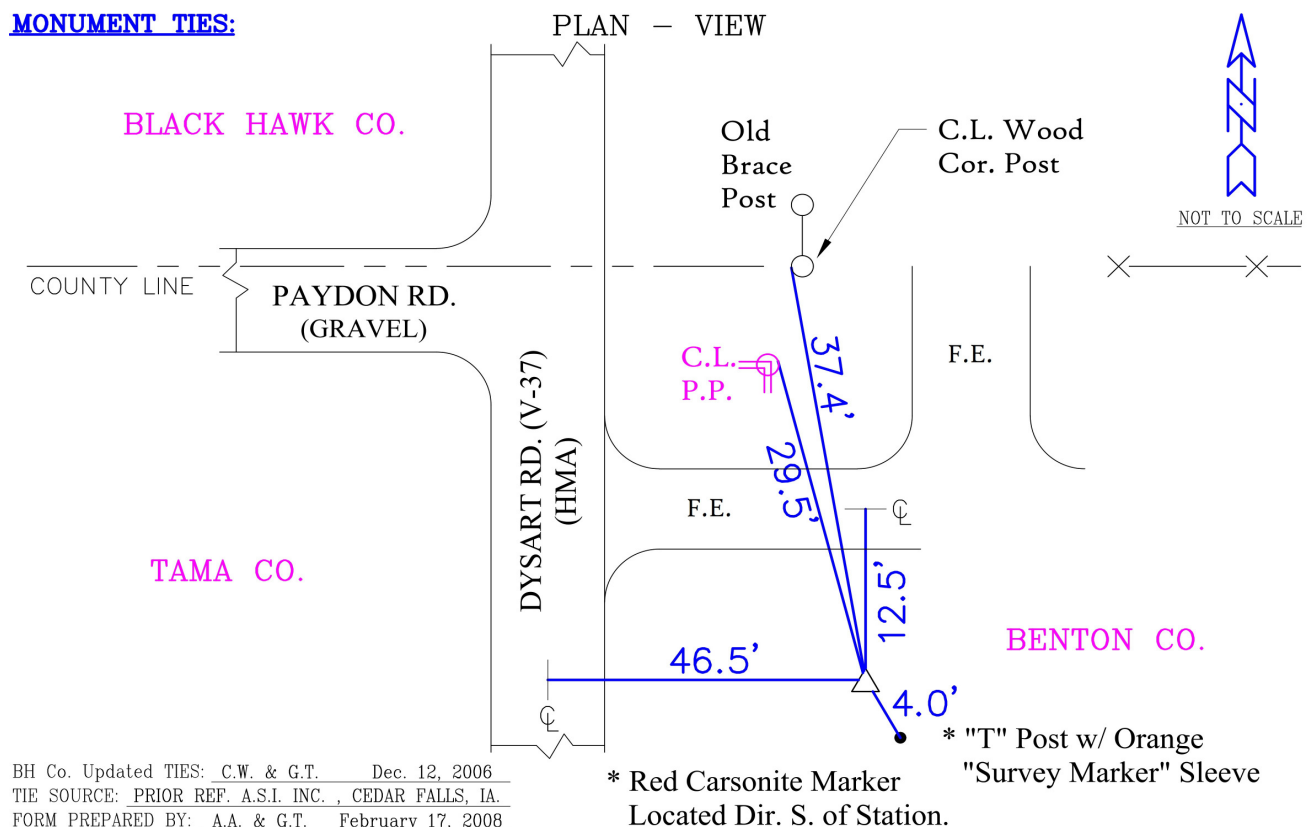 MONUMENT TIES:
PLAN – VIEW
BLACK HAWK CO.
Old
Brace
Post
C.L. Wood
Cor. Post
N
NOT TO SCALE
COUNTY LINE
PAYDON RD.
(GRAVEL)
C.L.
P.P.
37.4’
F.E.
DYSART RD. (V-37)
(HMA)
29.5’
F.E.
℄
TAMA CO.
12.5’
BENTON CO.
46.5’
℄
4.0’
* "T" Post w/ Orange
"Survey Marker" Sleeve
* Red Carsonite Marker
Located Dir. S. of Station.
BH Co. Updated TIES: C.W. & G.T. Dec. 12, 2006
TIE SOURCE: PRIOR REF. A.S.I. INC. , CEDAR FALLS, IA.
FORM PREPARED BY: A.A. & G.T. February 17, 2008